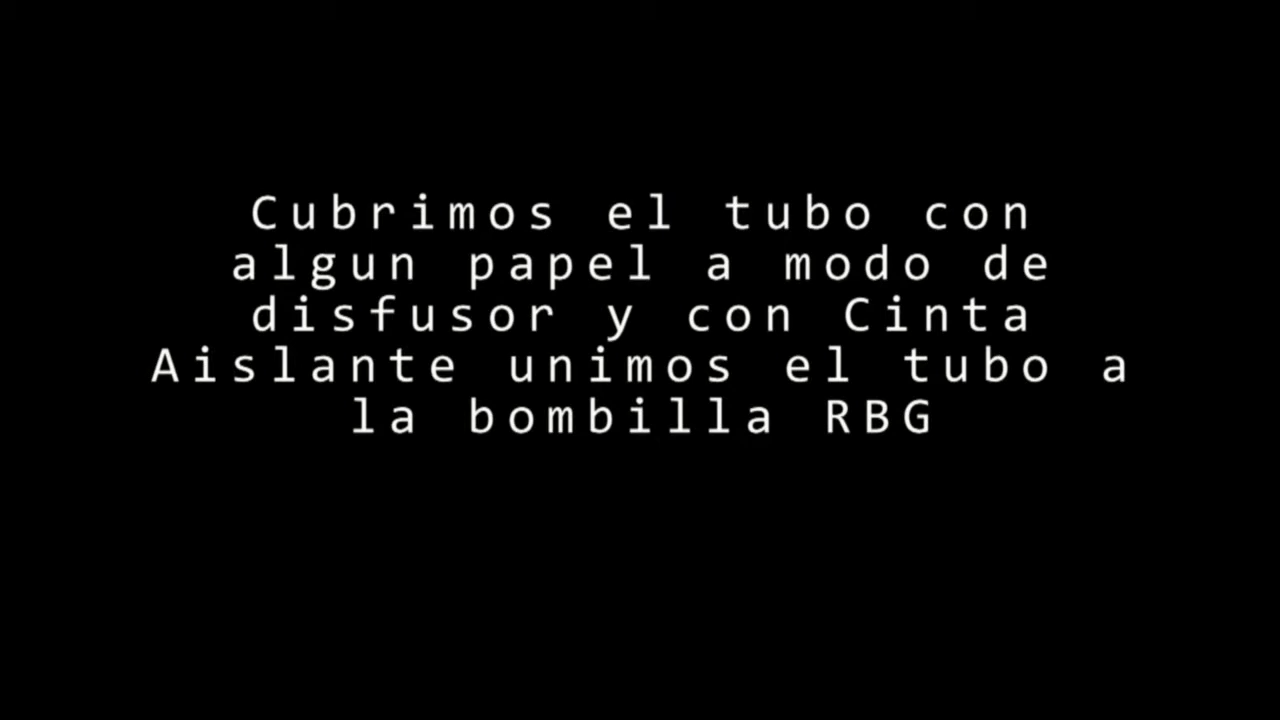 Cubrimos el tubo con
algun papel a modo de
disfusor y con Cinta
Aislante unimos el tubo a
la bombilla RBG